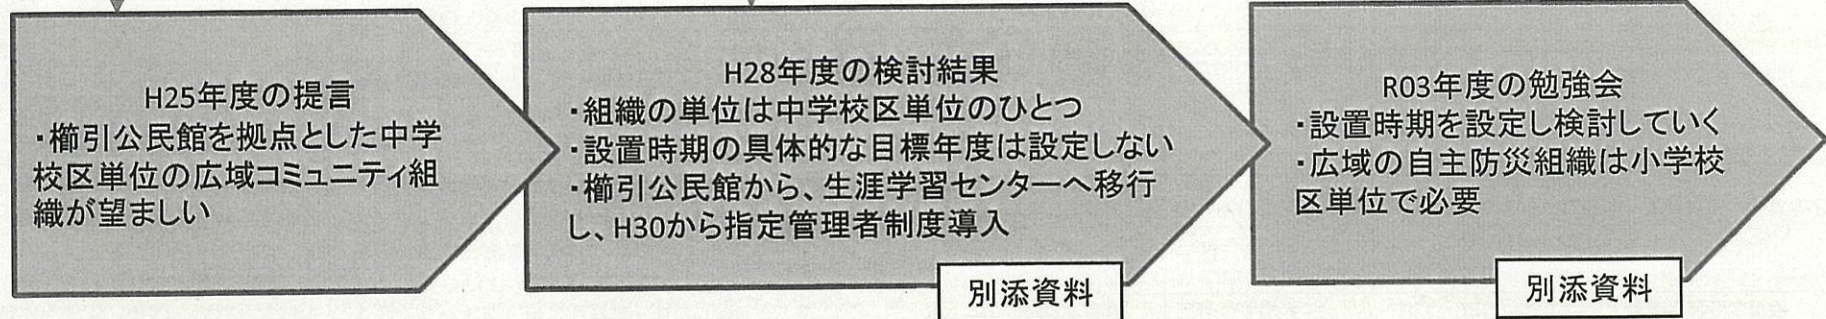 H25年度の提言
・櫛引公民館を拠点とした中学
校区単位の広域コミュニティ組
織が望ましい
H28年度の検討結果
・組織の単位は中学校区単位のひとつ
・設置時期の具体的な目標年度は設定しない
・櫛引公民館から、生涯学習センターへ移行
し、H30から指定管理者制度導入
別添資料
R03年度の勉強会
・設置時期を設定し検討していく
・広域の自主防災組織は小学校
区単位で必要
別添資料